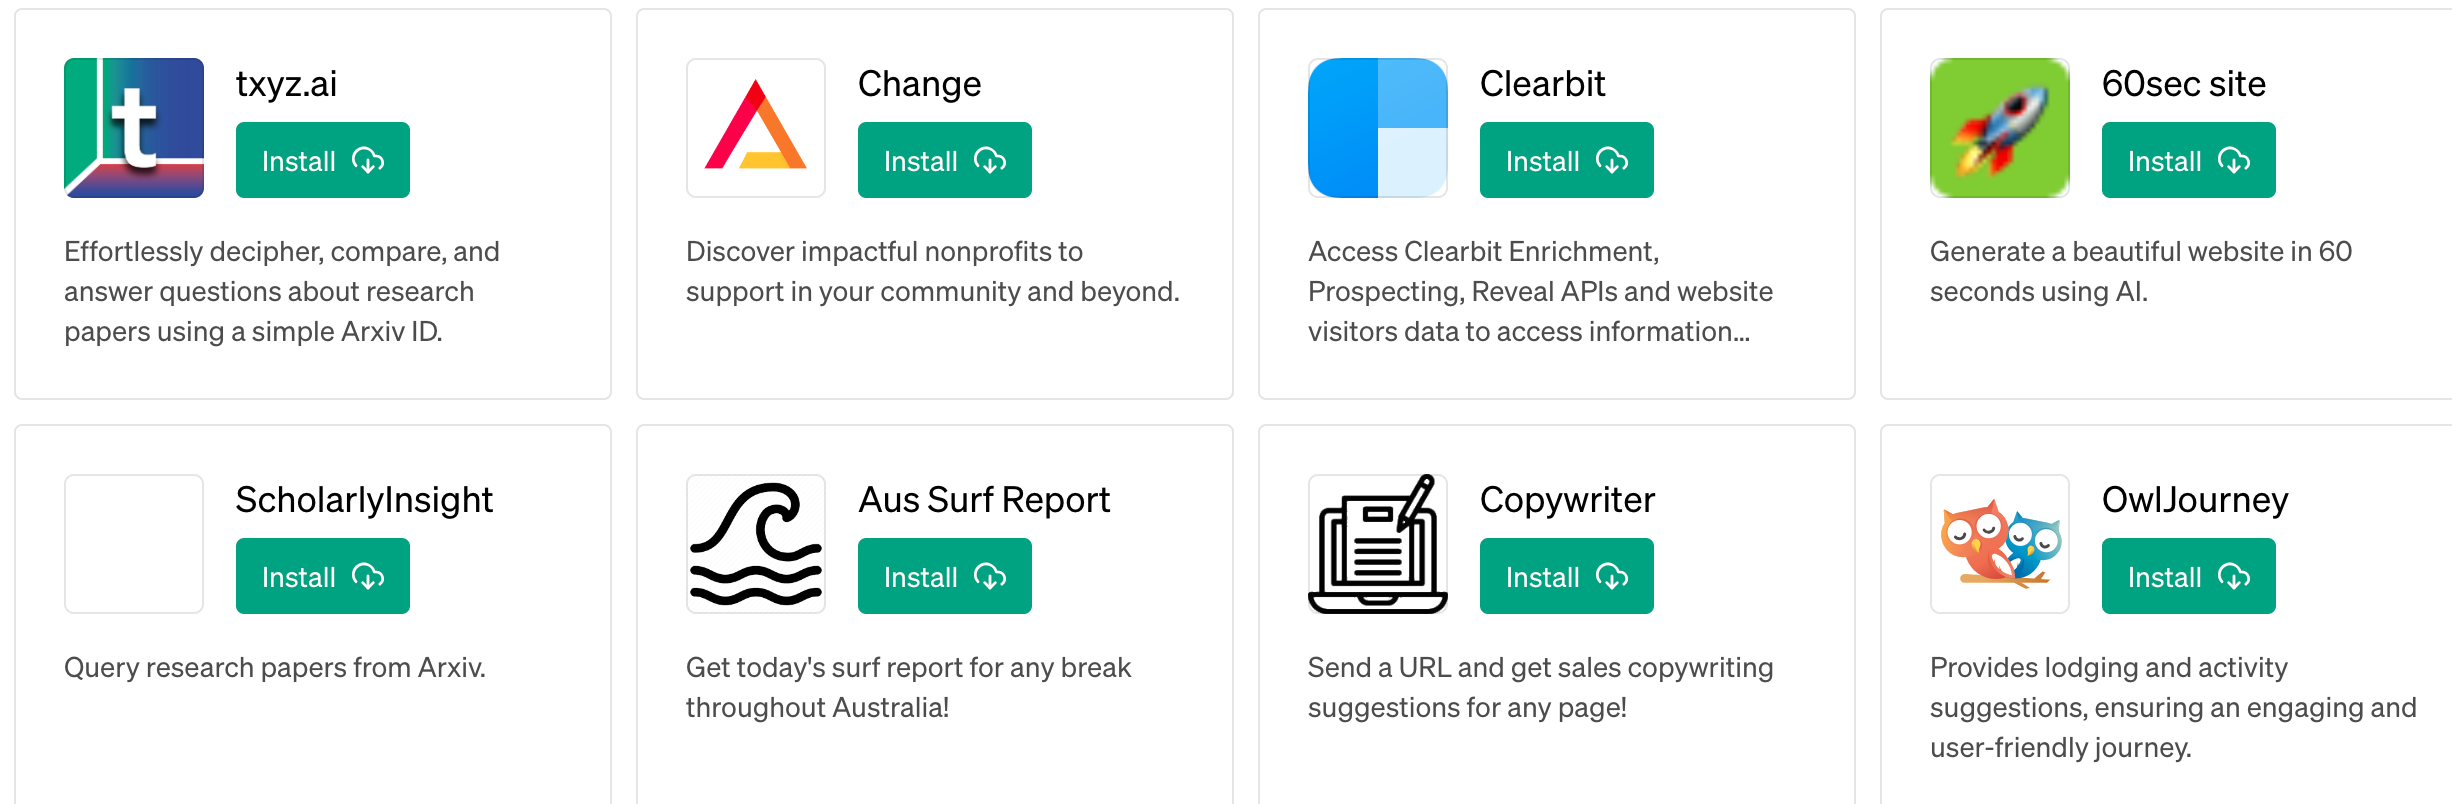 t
txyz.ai
Install
Effortlessly decipher, compare, and
answer questions about research
papers using a simple Arxiv ID.
Change
Install
Discover impactful nonprofits to
support in your community and beyond.
Clearbit
Install
Access Clearbit Enrichment,
Prospecting, Reveal APIs and website
visitors data to access information...
60sec site
Install
Generate a beautiful website in 60
seconds using AI.
ScholarlyInsight
Install
Query research papers from Arxiv.
Aus Surf Report
Install
Get today's surf report for any break
throughout Australia!
Copywriter
Install
Send a URL and get sales copywriting
suggestions for any page!
OwlJourney
Install
Provides lodging and activity
suggestions, ensuring an engaging and
user-friendly journey.